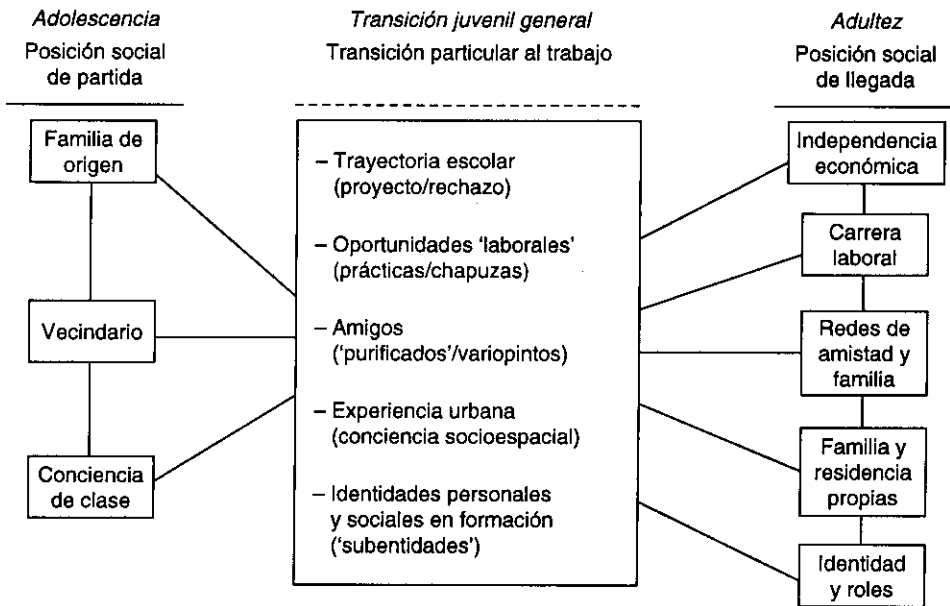 Adolescencia
Posición social
de partida
Familia de
origen
Vecindario
Conciencia
de clase
Transición juvenil general
Transición particular al trabajo
– Trayectoria escolar
(proyecto/rechazo)
– Oportunidades ‘laborales’
(prácticas/chapuzas)
– Amigos
(‘purificados’/variopintos)
– Experiencia urbana
(conciencia socioespacial)
– Identidades personales
y sociales en formación
(‘subentidades’)
Adultez
Posición social
de llegada
Independencia
económica
Carrera
laboral
Redes de
amistad y
familia
Familia y
residencia
propias
Identidad
y roles